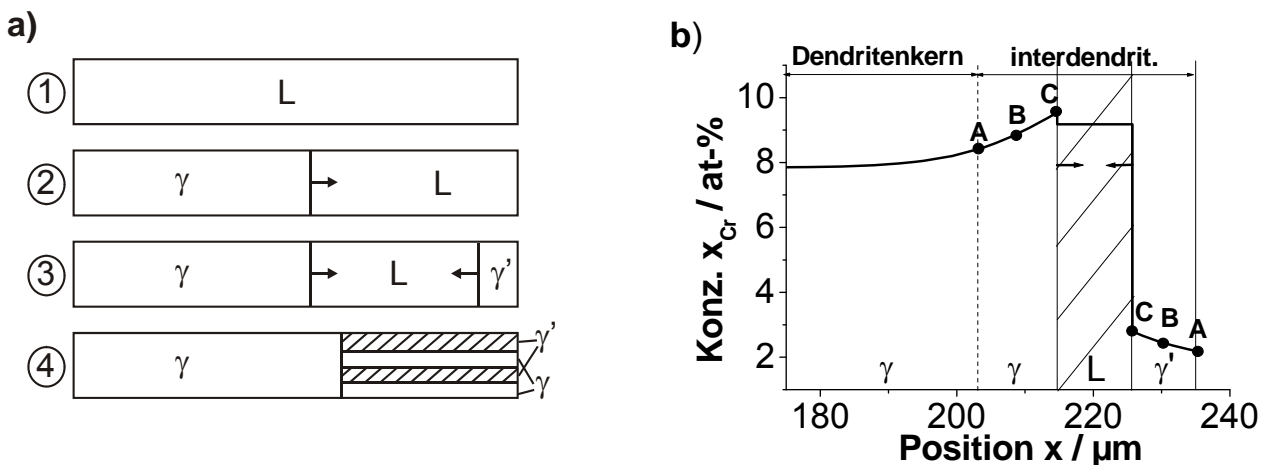 a)
① L
② γ L
③ γ L γ'
④ γ γ' γ
b)
Dendritenkern interdendrit.
Konz. x_Cr / at-%
10
8
6
4
2
A B C
C B A
γ γ L γ'
180 200 220 240
Position x / µm